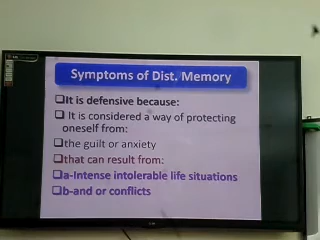 Symptoms of Dist. Memory
❑It is defensive because:
❑ It is considered a way of protecting
oneself from:
❑the guilt or anxiety
❑that can result from:
❑a-Intense intolerable life situations
❑b-and or conflicts